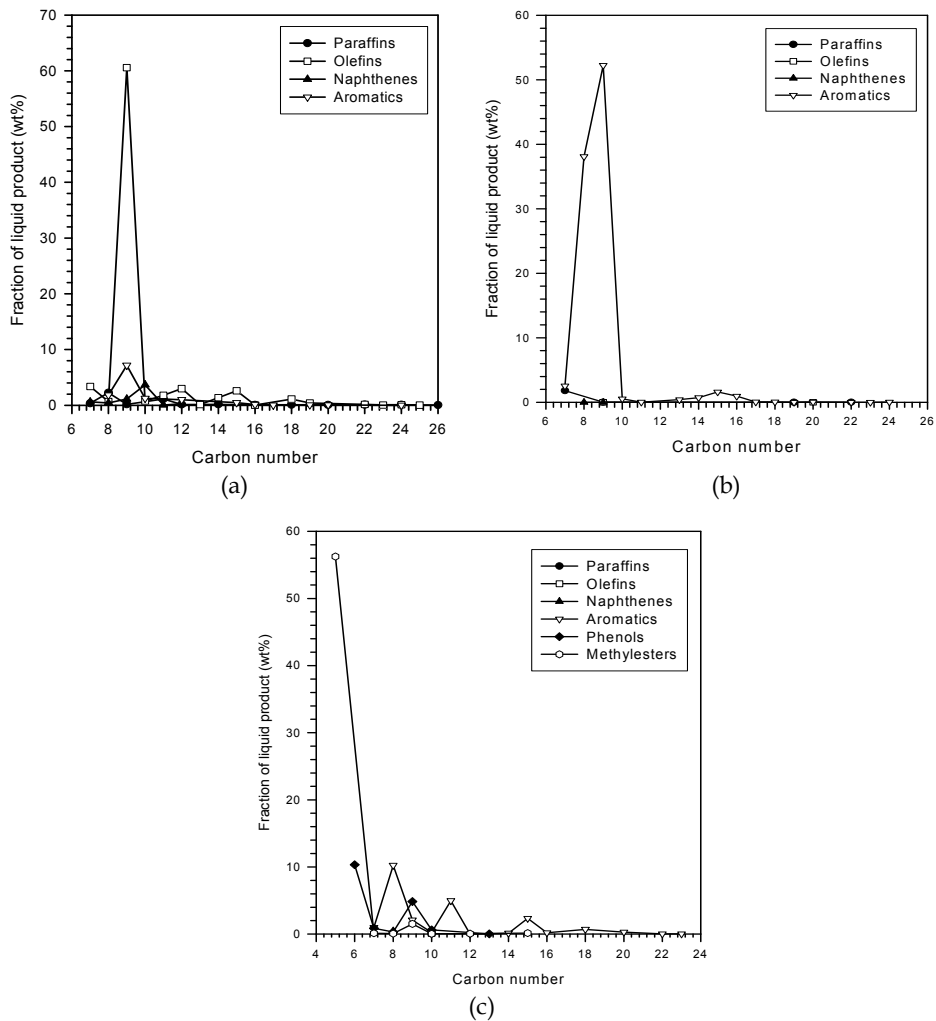 70
60
50
40
30
20
10
0
Fraction of liquid product (wt%)
Paraffins
Olefins
Naphthenes
Aromatics
6 8 10 12 14 16 18 20 22 24 26
Carbon number
(a)
60
50
40
30
20
10
0
Fraction of liquid product (wt%)
Paraffins
Olefins
Naphthenes
Aromatics
6 8 10 12 14 16 18 20 22 24 26
Carbon number
(b)
60
50
40
30
20
10
0
Fraction of liquid product (wt%)
Paraffins
Olefins
Naphthenes
Aromatics
Phenols
Methylesters
4 6 8 10 12 14 16 18 20 22 24
Carbon number
(c)